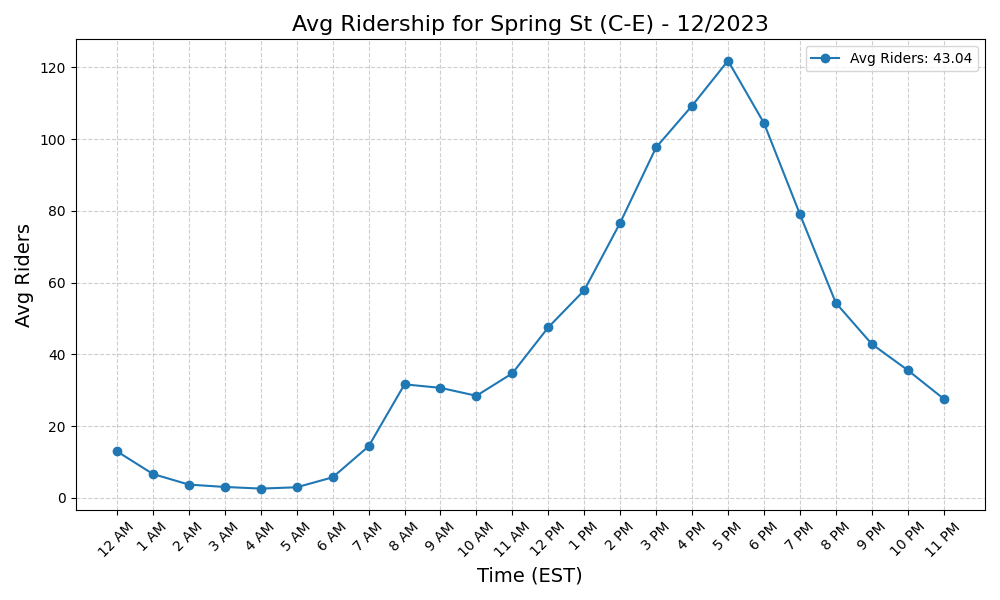 Avg Ridership for Spring St (C-E) - 12/2023
Avg Riders: 43.04
Avg Riders
120
100
80
60
40
20
0
12 AM
1 AM
2 AM
3 AM
4 AM
5 AM
6 AM
7 AM
8 AM
9 AM
10 AM
11 AM
12 PM
1 PM
2 PM
3 PM
4 PM
5 PM
6 PM
7 PM
8 PM
9 PM
10 PM
11 PM
Time (EST)